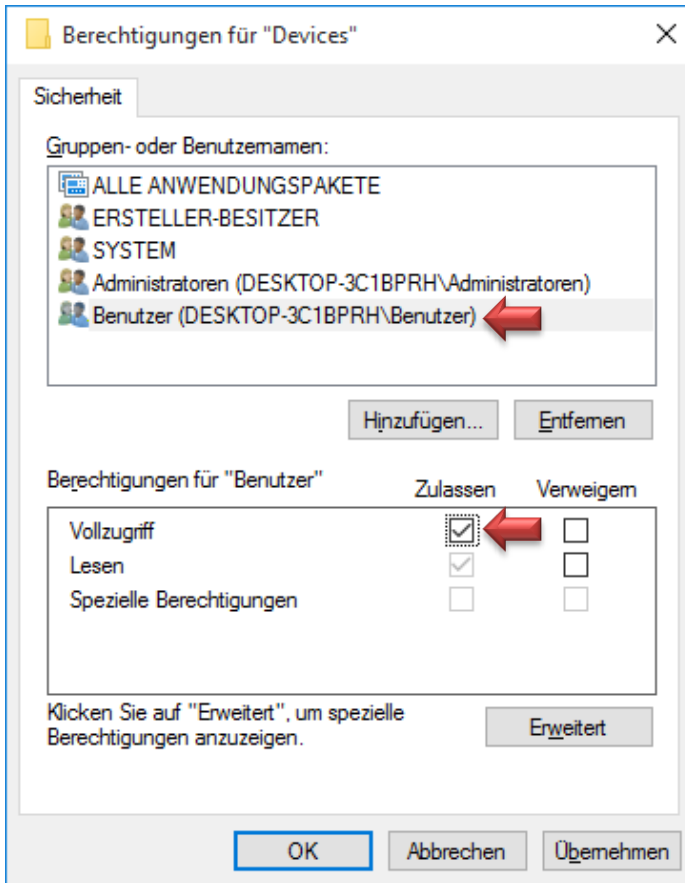 Berechtigungen für "Devices"
Sicherheit
Gruppen- oder Benutzernamen:
ALLE ANWENDUNGSPAKETE
ERSTELLER-BESITZER
SYSTEM
Administratoren (DESKTOP-3C1BPRH\Administratoren)
Benutzer (DESKTOP-3C1BPRH\Benutzer)
Hinzufügen... Entfernen
Berechtigungen für "Benutzer" Zulassen Verweigern
Vollzugriff
Lesen
Spezielle Berechtigungen
Klicken Sie auf "Erweitert", um spezielle
Berechtigungen anzuzeigen.
Erweitert
OK Abbrechen Übernehmen